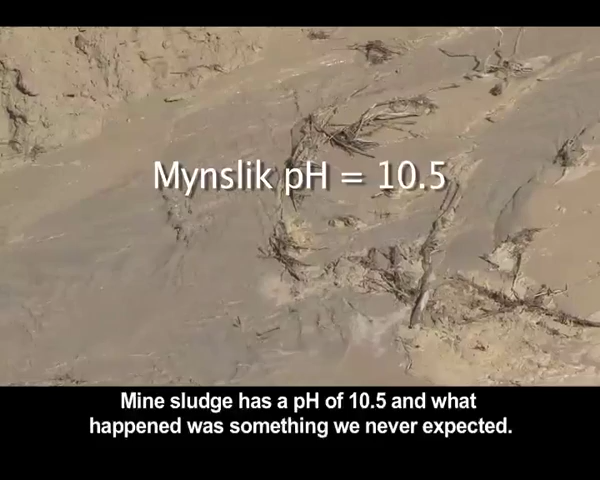 Mynslik pH = 10.5
Mine sludge has a pH of 10.5 and what
happened was something we never expected.